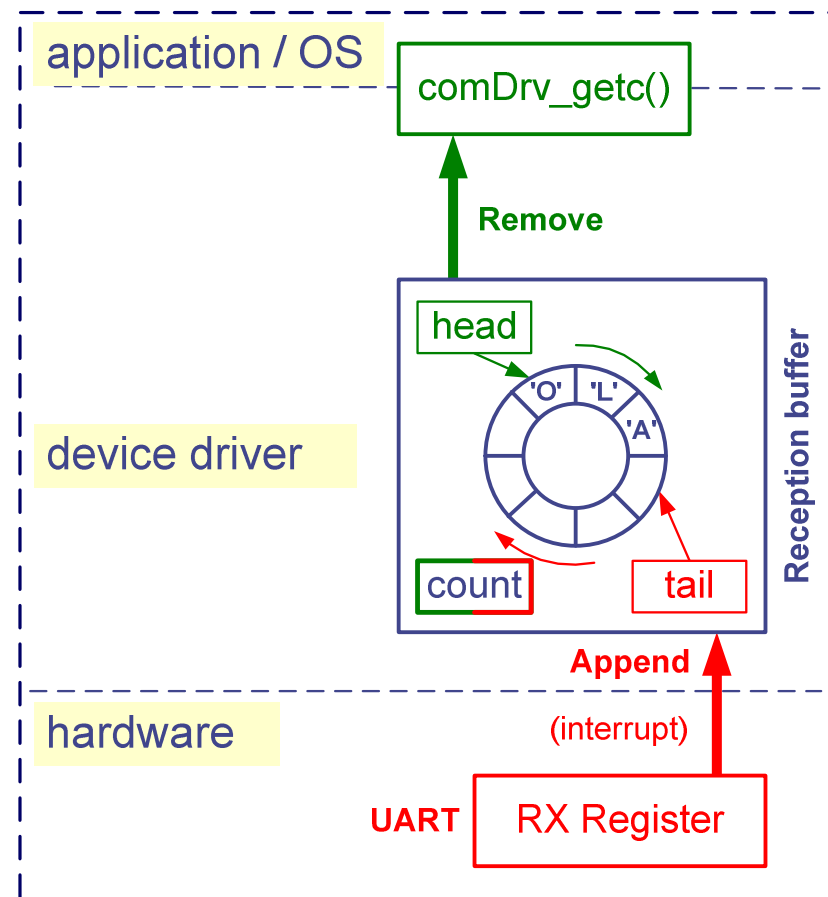 application / OS
comDrv_getc()
Remove
head
'O'
'L'
'A'
Reception buffer
device driver
count
tail
Append
hardware
(interrupt)
UART
RX Register